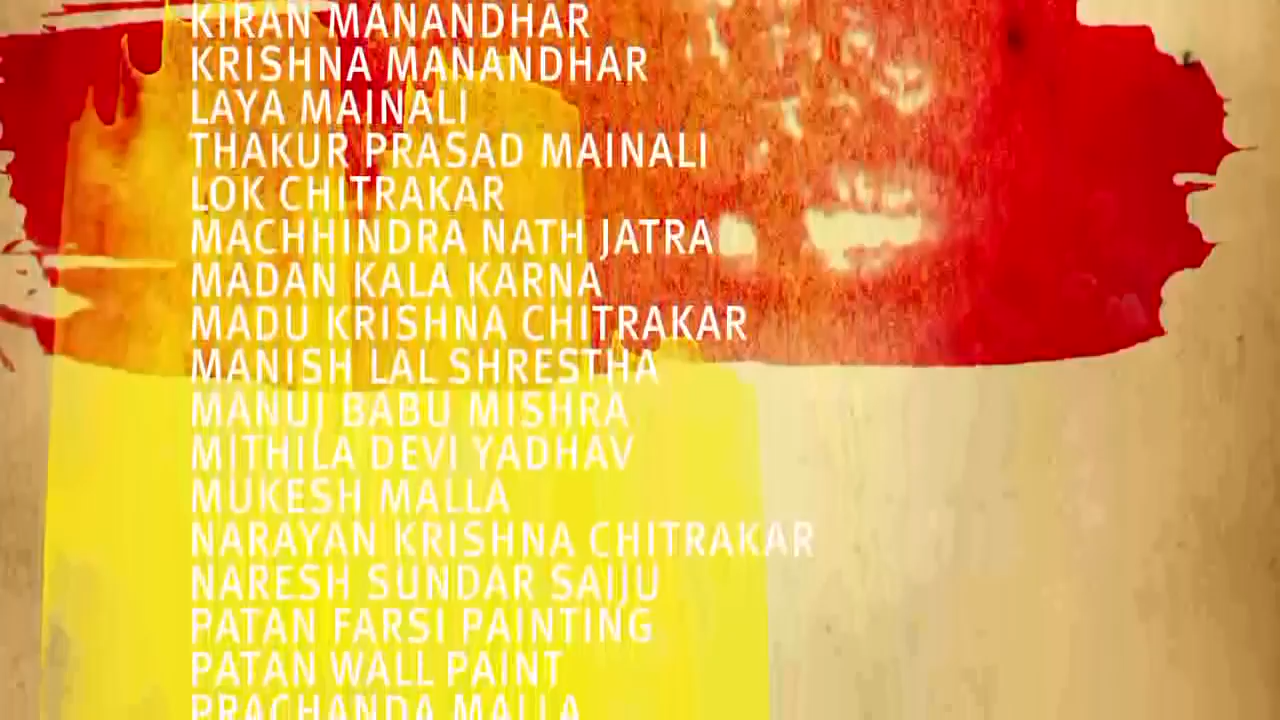 KIRAN MANANDHAR
KRISHNA MANANDHAR
LAYA MAINALI
THAKUR PRASAD MAINALI
LOK CHITRAKAR
MACHHINDRA NATH JATRA
MADAN KALA KARNA
MADU KRISHNA CHITRAKAR
MANISH LAL SHRESTHA
MANUJ BABU MISHRA
MITHILA DEVI YADHAV
MUKESH MALLA
NARAYAN KRISHNA CHITRAKAR
NARESH SUNDAR SAIJU
PATAN FARSI PAINTING
PATAN WALL PAINT
PRACHANDA MALLA